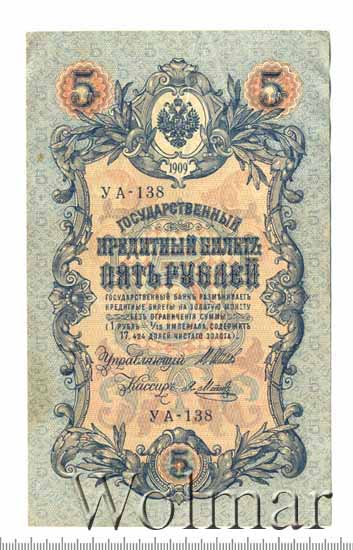 5 5
1909
УА-138
ГОСУДАРСТВЕННЫЙ
КРЕДИТНЫЙ БИЛЕТЪ
ПЯТЬ РУБЛЕЙ
ГОСУДАРСТВЕННЫЙ БАНКЪ РАЗМѢНИВАЕТЪ
КРЕДИТНЫЕ БИЛЕТЫ НА ЗОЛОТУЮ МОНЕТУ
БЕЗЪ ОГРАНИЧЕНІЯ СУММЫ
(1 РУБЛЬ = 1/15 ИМПЕРІАЛА, СОДЕРЖИТЪ
17,424 ДОЛЕЙ ЧИСТАГО ЗОЛОТА).
Управляющій
Кассиръ
УА-138
5
Wolmar